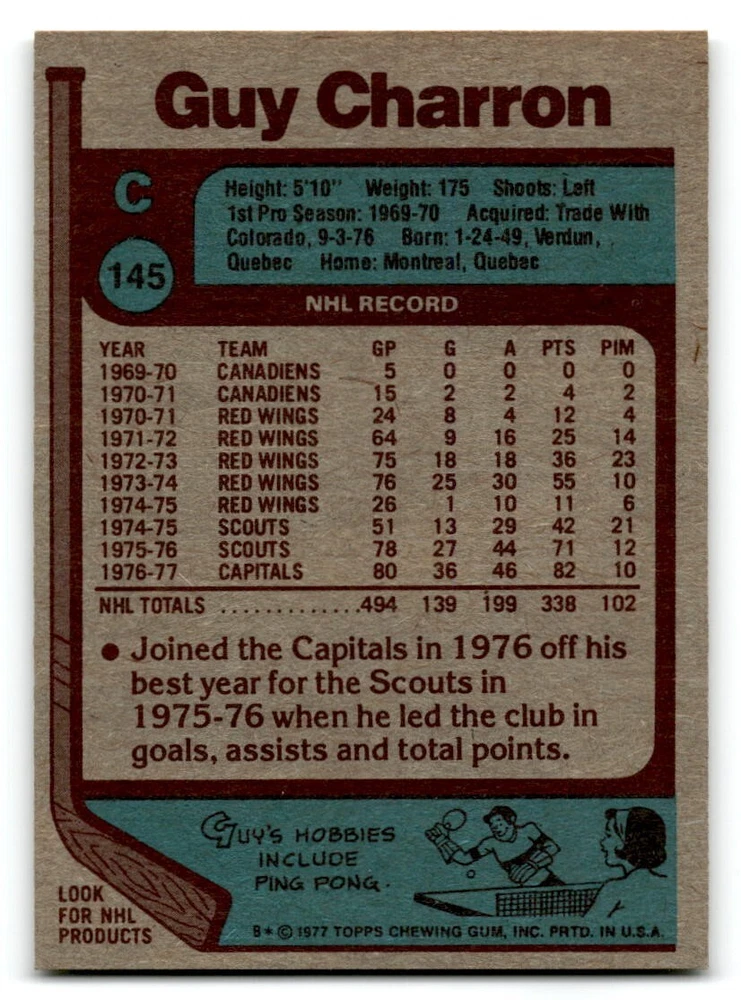 Guy Charron
C
Height: 5'10" Weight: 175 Shoots: Left
1st Pro Season: 1969-70 Acquired: Trade With
Colorado, 9-3-76 Born: 1-24-49, Verdun,
Quebec Home: Montreal, Quebec
145
NHL RECORD
YEAR TEAM GP G A PTS PIM
1969-70 CANADIENS 5 0 0 0 0
1970-71 CANADIENS 15 2 2 4 2
1970-71 RED WINGS 24 8 4 12 4
1971-72 RED WINGS 64 9 16 25 14
1972-73 RED WINGS 75 18 18 36 23
1973-74 RED WINGS 76 25 30 55 10
1974-75 RED WINGS 26 1 10 11 6
1974-75 SCOUTS 51 13 29 42 21
1975-76 SCOUTS 78 27 44 71 12
1976-77 CAPITALS 80 36 46 82 10
NHL TOTALS ..............494 139 199 338 102
• Joined the Capitals in 1976 off his
best year for the Scouts in
1975-76 when he led the club in
goals, assists and total points.
GUY'S HOBBIES
INCLUDE
PING PONG.
LOOK
FOR NHL
PRODUCTS
B* © 1977 TOPPS CHEWING GUM, INC. PRTD. IN U.S.A.